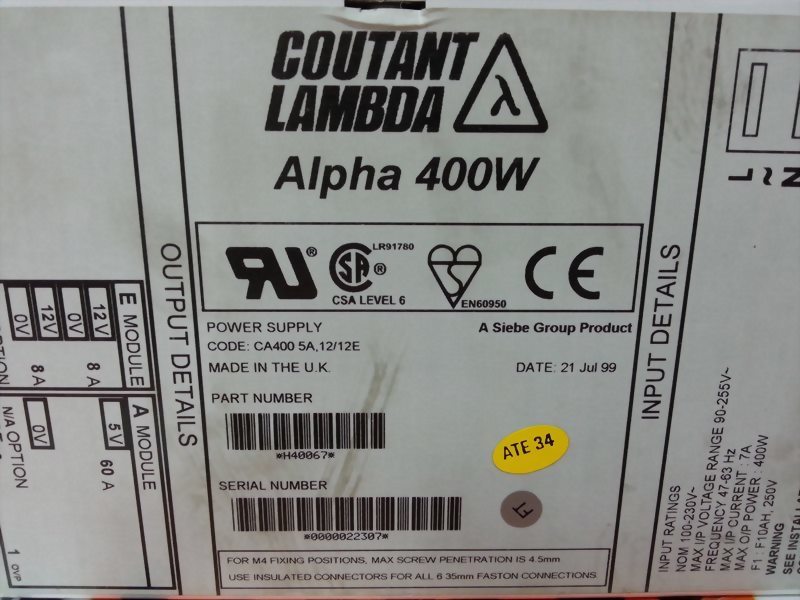 COUTANT
LAMBDA λ
Alpha 400W
LR91780
CSA LEVEL 6
EN60950
POWER SUPPLY
A Siebe Group Product
CODE: CA400 5A,12/12E
MADE IN THE U.K.
DATE: 21 Jul 99
PART NUMBER
*H40067*
ATE 34
SERIAL NUMBER
*0000022307*
F
FOR M4 FIXING POSITIONS, MAX SCREW PENETRATION IS 4.5mm
USE INSULATED CONNECTORS FOR ALL 6 35mm FASTON CONNECTIONS.
OUTPUT DETAILS
E MODULE
12V
0V
8 A
12V
0V
8 A
A MODULE
5V
0V
60 A
N/A OPTION
1 OVP
INPUT DETAILS
L ~ N
INPUT RATINGS
NOM 100-230V~
MAX I/P VOLTAGE RANGE 90-255V~
FREQUENCY 47-63 Hz
MAX I/P CURRENT : 7A
MAX O/P POWER : 400W
F1 : F10AH, 250V
WARNING
SEE